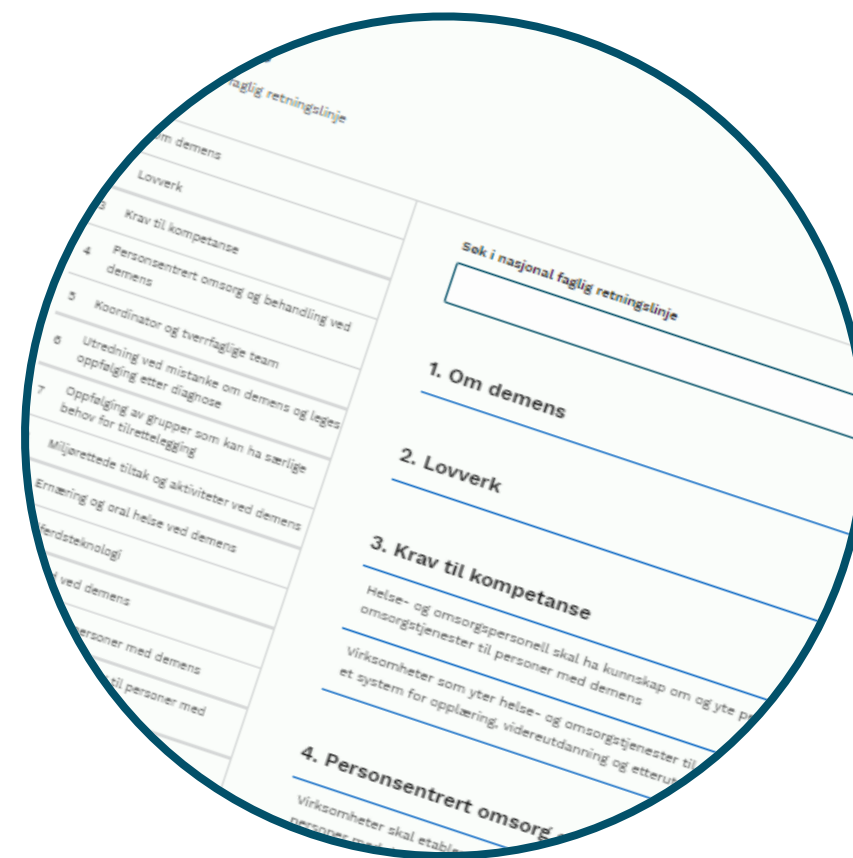 faglig retningslinje
om demens
Lovverk
3 Krav til kompetanse
4 Personsentrert omsorg og behandling ved
demens
5 Koordinator og tverrfaglige team
6 Utredning ved mistanke om demens og leges
oppfølging etter diagnose
7 Oppfølging av grupper som kan ha særlige
behov for tilrettelegging
Miljørettede tiltak og aktiviteter ved demens
Ernæring og oral helse ved demens
ferdsteknologi
ved demens
personer med demens
til personer med
Søk i nasjonal faglig retningslinje
1. Om demens
2. Lovverk
3. Krav til kompetanse
Helse- og omsorgspersonell skal ha kunnskap om og yte pe
omsorgstjenester til personer med demens
Virksomheter som yter helse- og omsorgstjenester til
et system for opplæring, videreutdanning og etterut
4. Personsentrert omsorg
Virksomheter skal etable
personer med